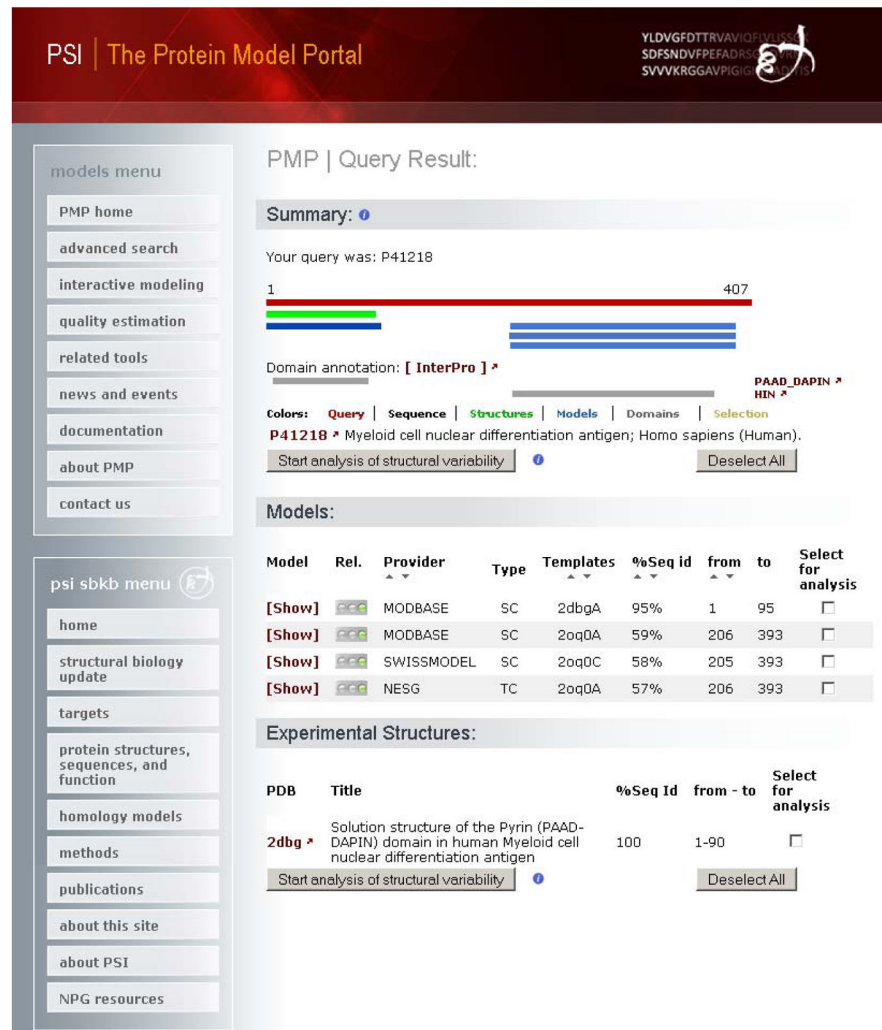 PSI | The Protein Model Portal
YLDVGFDTTRVAVIQFLVLISSGK
SDFSNDVFPEFADRS
SVVVKRGGAVPIGIGI
models menu
PMP home
advanced search
interactive modeling
quality estimation
related tools
news and events
documentation
about PMP
contact us
psi sbkb menu
home
structural biology
update
targets
protein structures,
sequences, and
function
homology models
methods
publications
about this site
about PSI
NPG resources
PMP | Query Result:
Summary:
Your query was: P41218
1 407
Domain annotation: [ InterPro ]
PAAD_DAPIN
HIN
Colors: Query | Sequence | Structures | Models | Domains | Selection
P41218 Myeloid cell nuclear differentiation antigen; Homo sapiens (Human).
Start analysis of structural variability Deselect All
Models:
Model Rel. Provider Type Templates %Seq id from to Select for analysis
[Show] MODBASE SC 2dbgA 95% 1 95
[Show] MODBASE SC 2oq0A 59% 206 393
[Show] SWISSMODEL SC 2oq0C 58% 205 393
[Show] NESG TC 2oq0A 57% 206 393
Experimental Structures:
PDB Title %Seq Id from - to Select for analysis
2dbg Solution structure of the Pyrin (PAAD-
DAPIN) domain in human Myeloid cell 100 1-90
nuclear differentiation antigen
Start analysis of structural variability Deselect All